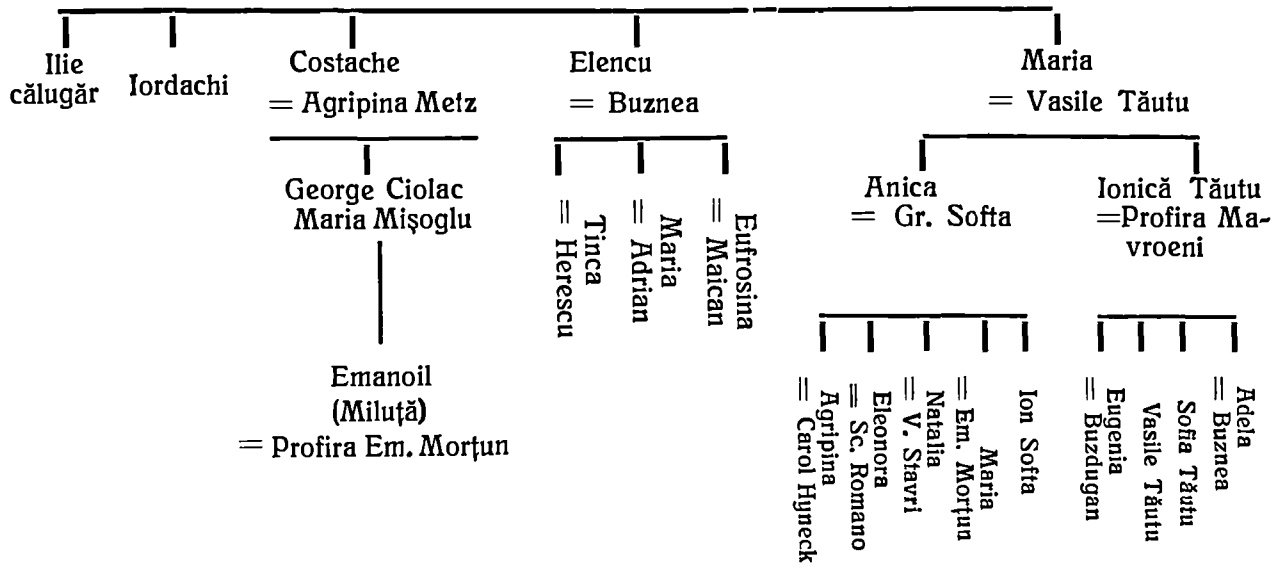 Ilie
călugăr
Iordachi
Costache
= Agripina Metz
Elencu
= Buznea
Maria
= Vasile Tăutu
George Ciolac
Maria Mişoglu
Tinca
= Herescu
Maria
= Adrian
Eufrosina
= Maican
Anica
= Gr. Softa
Ionică Tăutu
=Profira Ma-
vroeni
Emanoil
(Miluţă)
= Profira Em. Morţun
Agripina
= Carol Hyneck
Eleonora
= Sc. Romano
Natalia
= V. Stavri
Maria
= Em. Morţun
Ion Softa
Eugenia
= Buzdugan
Vasile Tăutu
Sofia Tăutu
Adela
= Buznea